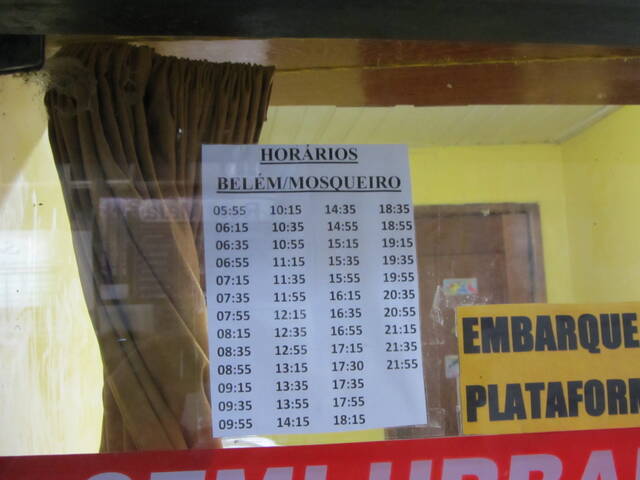 HORÁRIOS
BELÉM/MOSQUEIRO
05:55 10:15 14:35 18:35
06:15 10:35 14:55 18:55
06:35 10:55 15:15 19:15
06:55 11:15 15:35 19:35
07:15 11:35 15:55 19:55
07:35 11:55 16:15 20:35
07:55 12:15 16:35 20:55
08:15 12:35 16:55 21:15
08:35 12:55 17:15 21:35
08:55 13:15 17:30 21:55
09:15 13:35 17:35
09:35 13:55 17:55
09:55 14:15 18:15
EMBARQUE
PLATAFORM
SEMI URBA